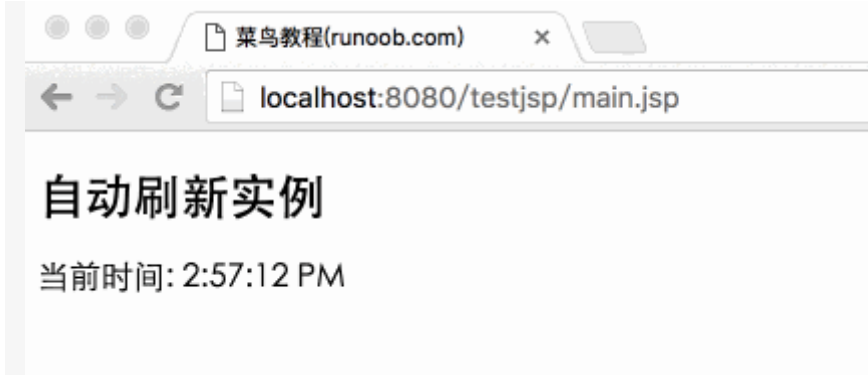 菜鸟教程(runoob.com)
localhost:8080/testjsp/main.jsp
自动刷新实例
当前时间: 2:57:12 PM